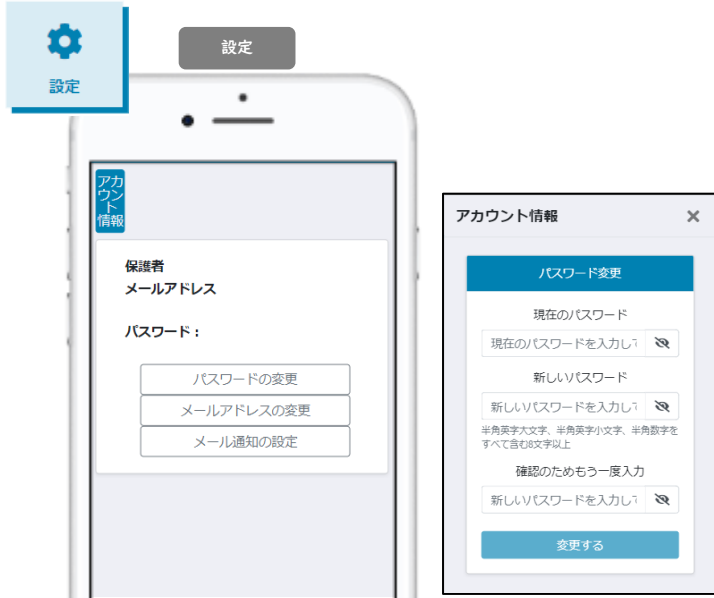 設定
設定
アカ
ウン
ト
情報
保護者
メールアドレス
パスワード：
パスワードの変更
メールアドレスの変更
メール通知の設定
アカウント情報
パスワード変更
現在のパスワード
現在のパスワードを入力して
新しいパスワード
新しいパスワードを入力して
半角英字大文字、半角英字小文字、半角数字を
すべて含む8文字以上
確認のためもう一度入力
新しいパスワードを入力して
変更する